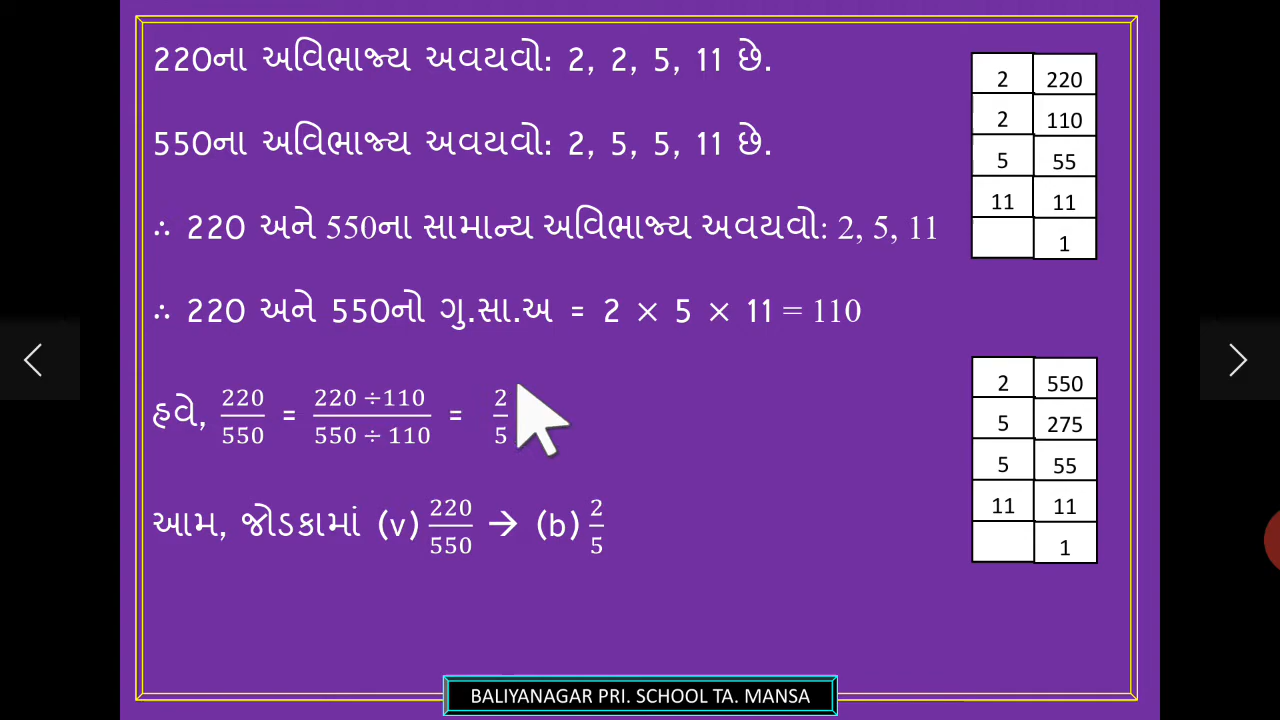 220ના અવિભાજ્ય અવયવો: 2, 2, 5, 11 છે.
550ના અવિભાજ્ય અવયવો: 2, 5, 5, 11 છે.
∴ 220 અને 550ના સામાન્ય અવિભાજ્ય અવયવો: 2, 5, 11
∴ 220 અને 550નો ગુ.સા.અ = 2 × 5 × 11 = 110
હવે, 220/550 = 220 ÷110/550 ÷ 110 = 2/5
આમ, જોડકામાં (v) 220/550 → (b) 2/5
2 220
2 110
5 55
11 11
1
2 550
5 275
5 55
11 11
1
BALIYANAGAR PRI. SCHOOL TA. MANSA